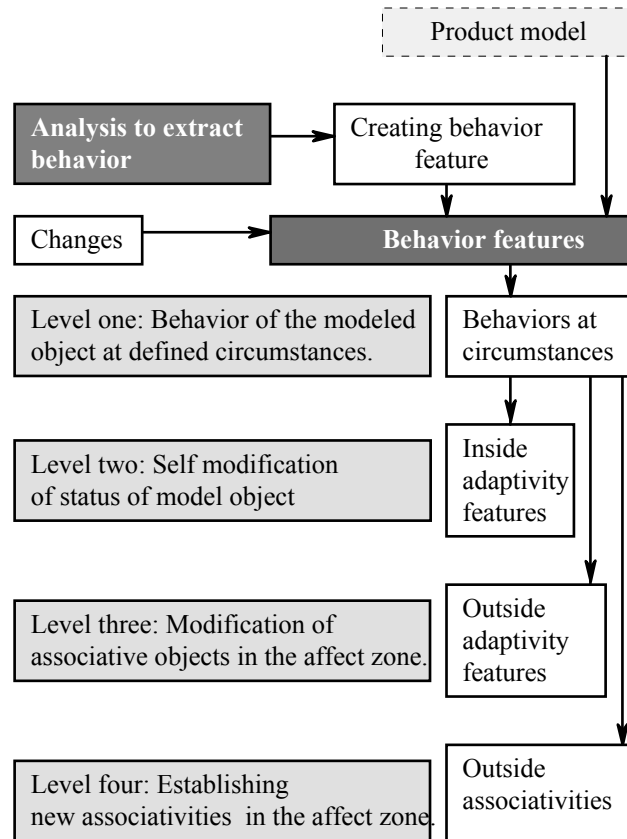 Product model
Analysis to extract
behavior
Creating behavior
feature
Changes
Behavior features
Level one: Behavior of the modeled
object at defined circumstances.
Behaviors at
circumstances
Level two: Self modification
of status of model object
Inside
adaptivity
features
Level three: Modification of
associative objects in the affect zone.
Outside
adaptivity
features
Level four: Establishing
new associativities in the affect zone.
Outside
associativities